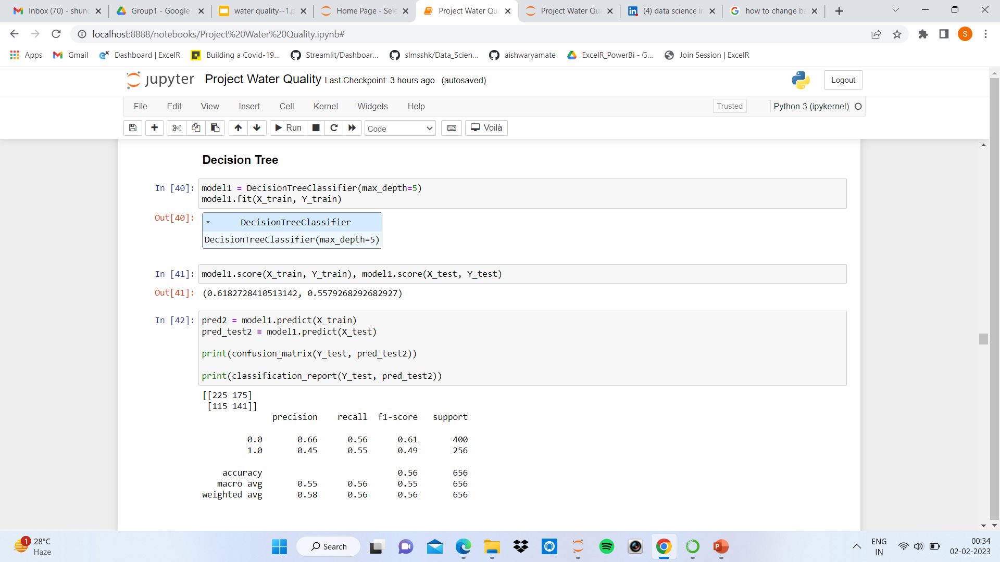 Inbox (70) - shun
Group1 - Google
water quality--1.p
Home Page - Sele
Project Water Qu
Project Water Qu
(4) data science in
how to change ba
localhost:8888/notebooks/Project%20Water%20Quality.ipynb#
S
Apps
Gmail
Dashboard | ExcelR
Building a Covid-19...
Streamlit/Dashboar...
slmsshk/Data_Scien...
aishwaryamate
ExcelR_PowerBi - G...
Join Session | ExcelR
jupyter Project Water Quality Last Checkpoint: 3 hours ago (autosaved)
Logout
File Edit View Insert Cell Kernel Widgets Help
Trusted
Python 3 (ipykernel)
Run
Code
Voilà
Decision Tree
In [40]: model1 = DecisionTreeClassifier(max_depth=5)
model1.fit(X_train, Y_train)
Out[40]: DecisionTreeClassifier
DecisionTreeClassifier(max_depth=5)
In [41]: model1.score(X_train, Y_train), model1.score(X_test, Y_test)
Out[41]: (0.6182728410513142, 0.5579268292682927)
In [42]: pred2 = model1.predict(X_train)
pred_test2 = model1.predict(X_test)
print(confusion_matrix(Y_test, pred_test2))
print(classification_report(Y_test, pred_test2))
[[225 175]
[115 141]]
precision recall f1-score support
0.0 0.66 0.56 0.61 400
1.0 0.45 0.55 0.49 256
accuracy 0.56 656
macro avg 0.55 0.56 0.55 656
weighted avg 0.58 0.56 0.56 656
1
28°C
Haze
Search
ENG
IN
00:34
02-02-2023